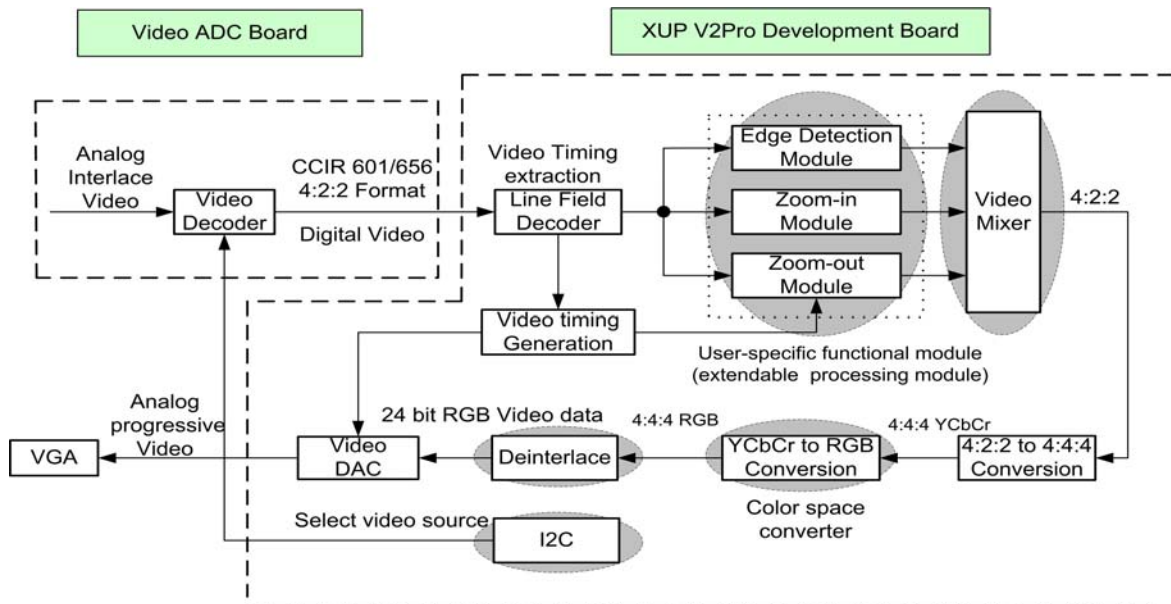 Video ADC Board
XUP V2Pro Development Board
Analog
Interlace
Video
Video
Decoder
CCIR 601/656
4:2:2 Format
Digital Video
Video Timing
extraction
Line Field
Decoder
Edge Detection
Module
Zoom-in
Module
Zoom-out
Module
Video
Mixer
4:2:2
Video timing
Generation
User-specific functional module
(extendable processing module)
VGA
Analog
progressive
Video
Video
DAC
24 bit RGB Video data
Deinterlace
4:4:4 RGB
YCbCr to RGB
Conversion
4:4:4 YCbCr
4:2:2 to 4:4:4
Conversion
Color space
converter
Select video source
I2C